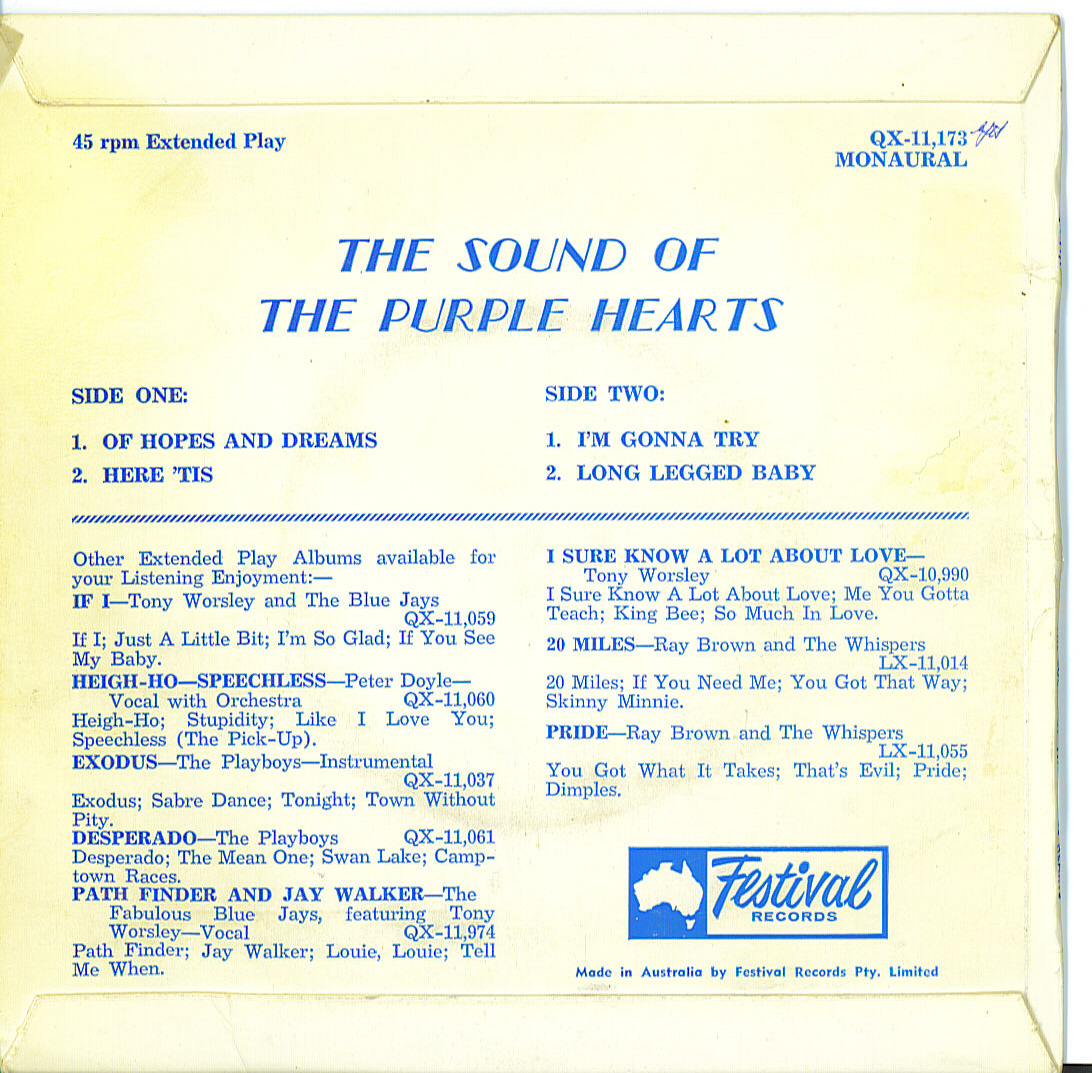 45 rpm Extended Play
QX-11,173
MONAURAL
THE SOUND OF
THE PURPLE HEARTS
SIDE ONE:
1. OF HOPES AND DREAMS
2. HERE 'TIS
SIDE TWO:
1. I'M GONNA TRY
2. LONG LEGGED BABY
Other Extended Play Albums available for
your Listening Enjoyment:—
IF I—Tony Worsley and The Blue Jays
QX-11,059
If I; Just A Little Bit; I'm So Glad; If You See
My Baby.
HEIGH-HO—SPEECHLESS—Peter Doyle—
Vocal with Orchestra QX-11,060
Heigh-Ho; Stupidity; Like I Love You;
Speechless (The Pick-Up).
EXODUS—The Playboys—Instrumental
QX-11,037
Exodus; Sabre Dance; Tonight; Town Without
Pity.
DESPERADO—The Playboys QX-11,061
Desperado; The Mean One; Swan Lake; Camp-
town Races.
PATH FINDER AND JAY WALKER—The
Fabulous Blue Jays, featuring Tony
Worsley—Vocal QX-11,974
Path Finder; Jay Walker; Louie, Louie; Tell
Me When.
I SURE KNOW A LOT ABOUT LOVE—
Tony Worsley QX-10,990
I Sure Know A Lot About Love; Me You Gotta
Teach; King Bee; So Much In Love.
20 MILES—Ray Brown and The Whispers
LX-11,014
20 Miles; If You Need Me; You Got That Way;
Skinny Minnie.
PRIDE—Ray Brown and The Whispers
LX-11,055
You Got What It Takes; That's Evil; Pride;
Dimples.
Festival
RECORDS
Made in Australia by Festival Records Pty. Limited